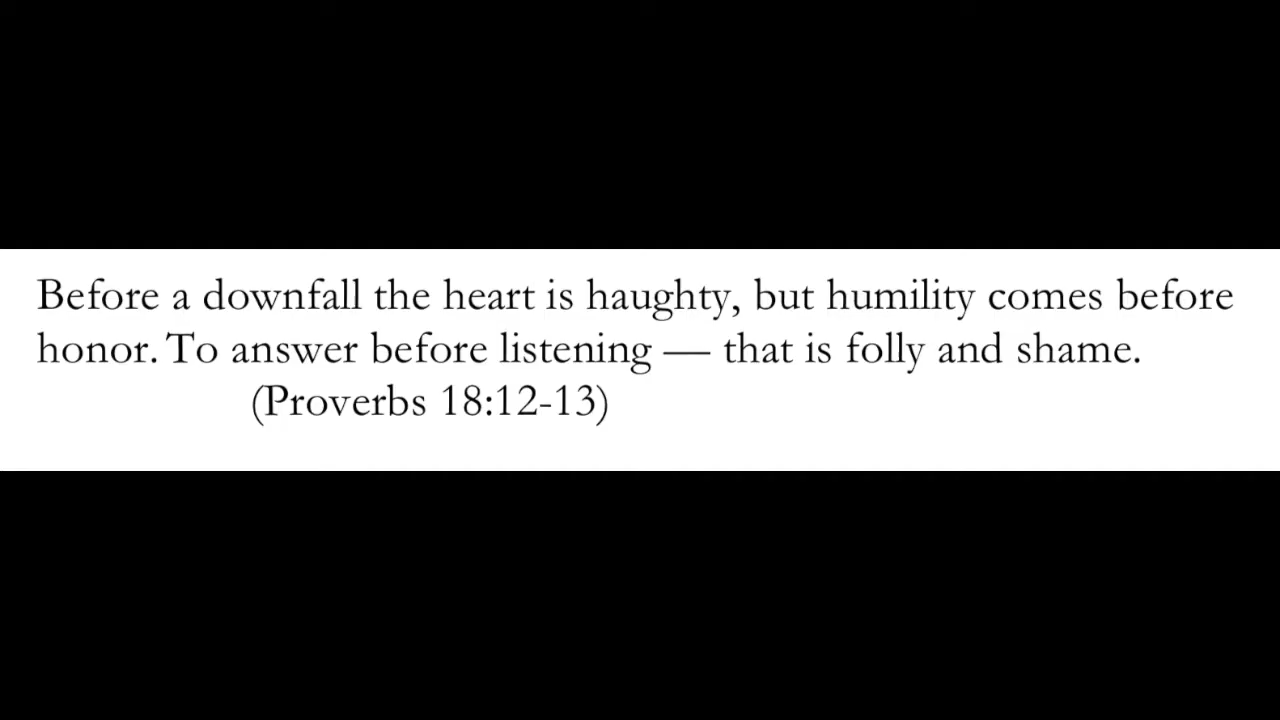 Before a downfall the heart is haughty, but humility comes before
honor. To answer before listening — that is folly and shame.
(Proverbs 18:12-13)